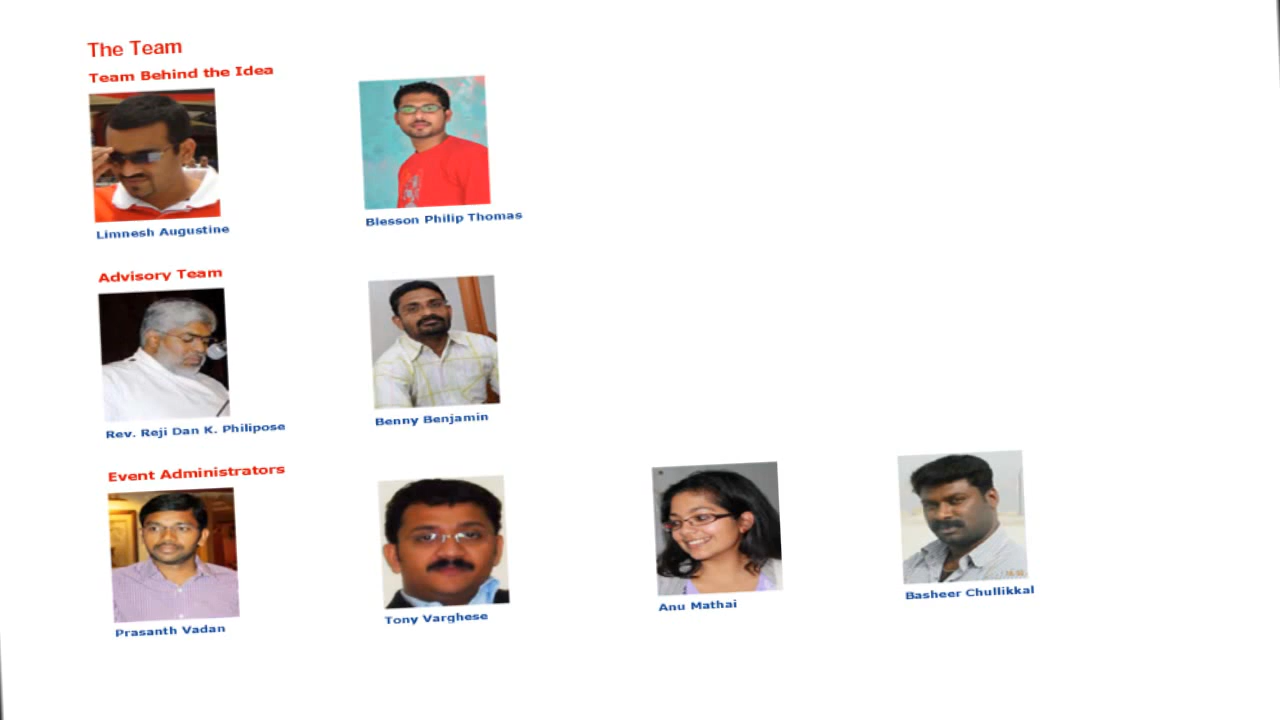 The Team
Team Behind the Idea
Limnesh Augustine
Blesson Philip Thomas
Advisory Team
Rev. Reji Dan K. Philipose
Benny Benjamin
Event Administrators
Prasanth Vadan
Tony Varghese
Anu Mathai
Basheer Chullikkal